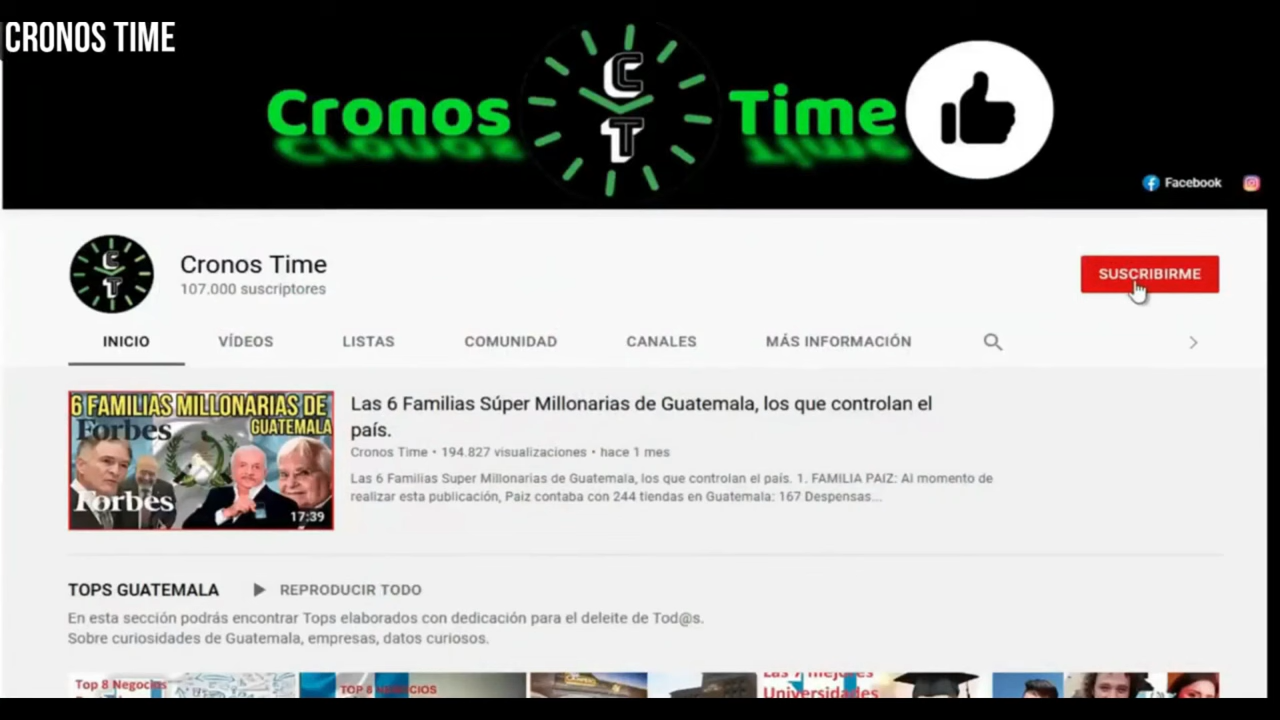 CRONOS TIME
Cronos CT Time
Facebook
CT
Cronos Time
107.000 suscriptores
SUSCRIBIRME
INICIO VÍDEOS LISTAS COMUNIDAD CANALES MÁS INFORMACIÓN
6 FAMILIAS MILLONARIAS DE
GUATEMALA
Forbes
Forbes
17:39
Las 6 Familias Súper Millonarias de Guatemala, los que controlan el
país.
Cronos Time • 194.827 visualizaciones • hace 1 mes
Las 6 Familias Super Millonarias de Guatemala, los que controlan el país. 1. FAMILIA PAIZ: Al momento de
realizar esta publicación, Paiz contaba con 244 tiendas en Guatemala: 167 Despensas...
TOPS GUATEMALA REPRODUCIR TODO
En esta sección podrás encontrar Tops elaborados con dedicación para el deleite de Tod@s.
Sobre curiosidades de Guatemala, empresas, datos curiosos.
Top 8 Negocios
TOP 8 NEGOCIOS
Las 7 mejores
Universidades